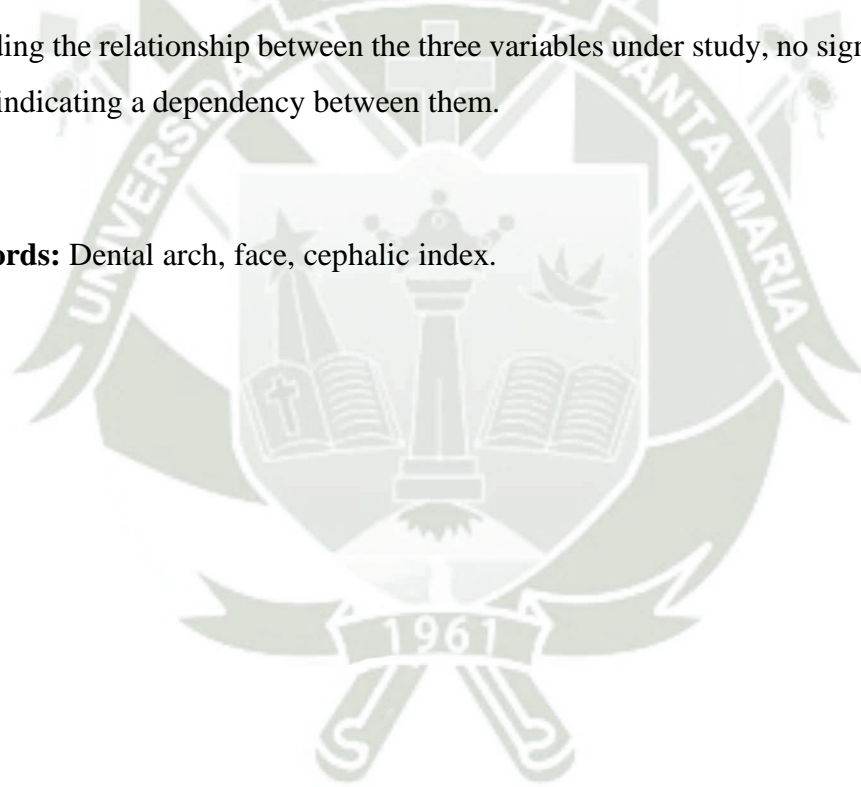 ding the relationship between the three variables under study, no sign
indicating a dependency between them.
ords: Dental arch, face, cephalic index.
UNIVERSIDAD
SANTA MARIA
1961